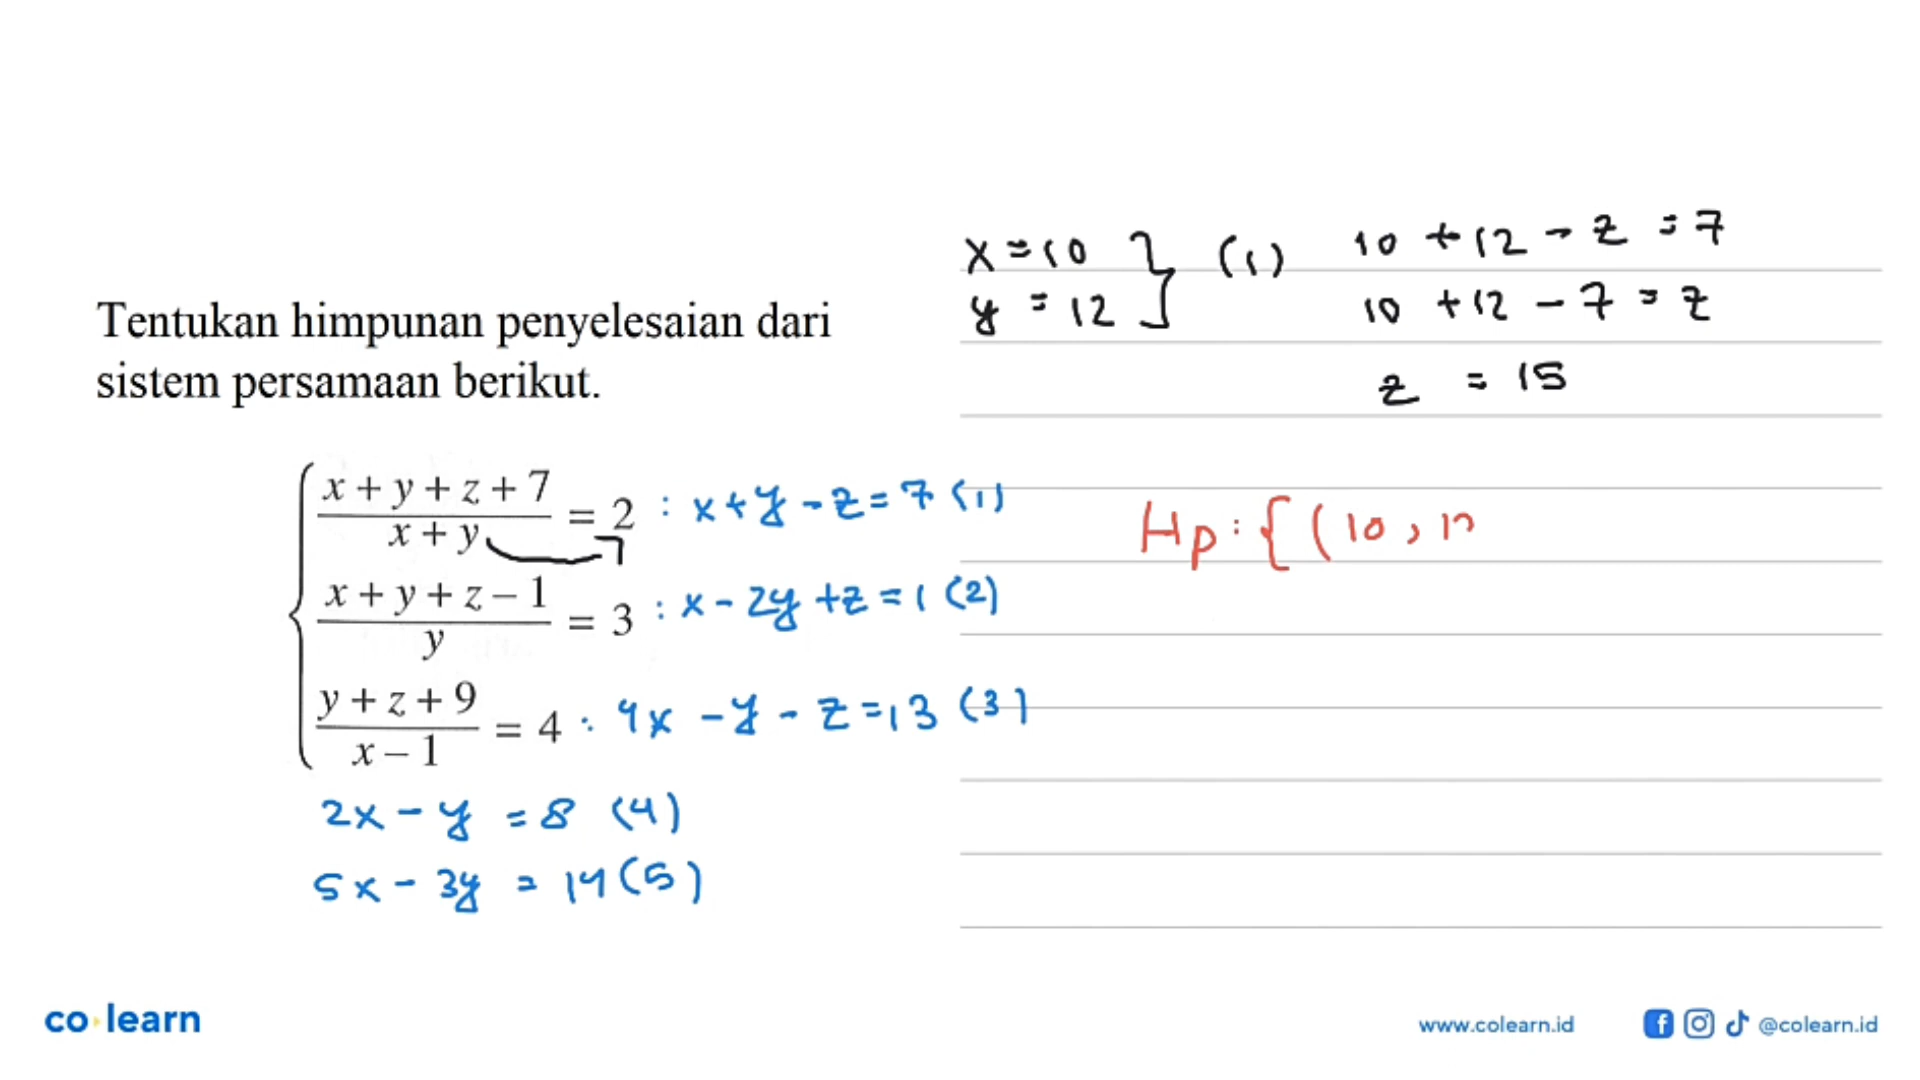 Tentukan himpunan penyelesaian dari
sistem persamaan berikut.
x + y + z + 7 / x + y = 2 : x + y - z = 7 (1)
x + y + z - 1 / y = 3 : x - 2y + z = 1 (2)
y + z + 9 / x - 1 = 4 : 4x - y - z = 13 (3)
2x - y = 8 (4)
5x - 3y = 14 (5)
x = 10 } (1) 10 + 12 - z = 7
y = 12 10 + 12 - 7 = z
z = 15
Hp : { ( 10 ,
co learn
www.colearn.id @colearn.id